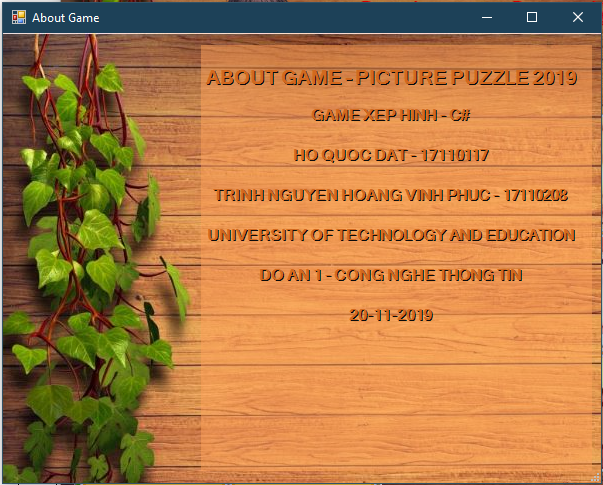 About Game
ABOUT GAME - PICTURE PUZZLE 2019
GAME XEP HINH - C#
HO QUOC DAT - 17110117
TRINH NGUYEN HOANG VINH PHUC - 17110208
UNIVERSITY OF TECHNOLOGY AND EDUCATION
DO AN 1 - CONG NGHE THONG TIN
20-11-2019